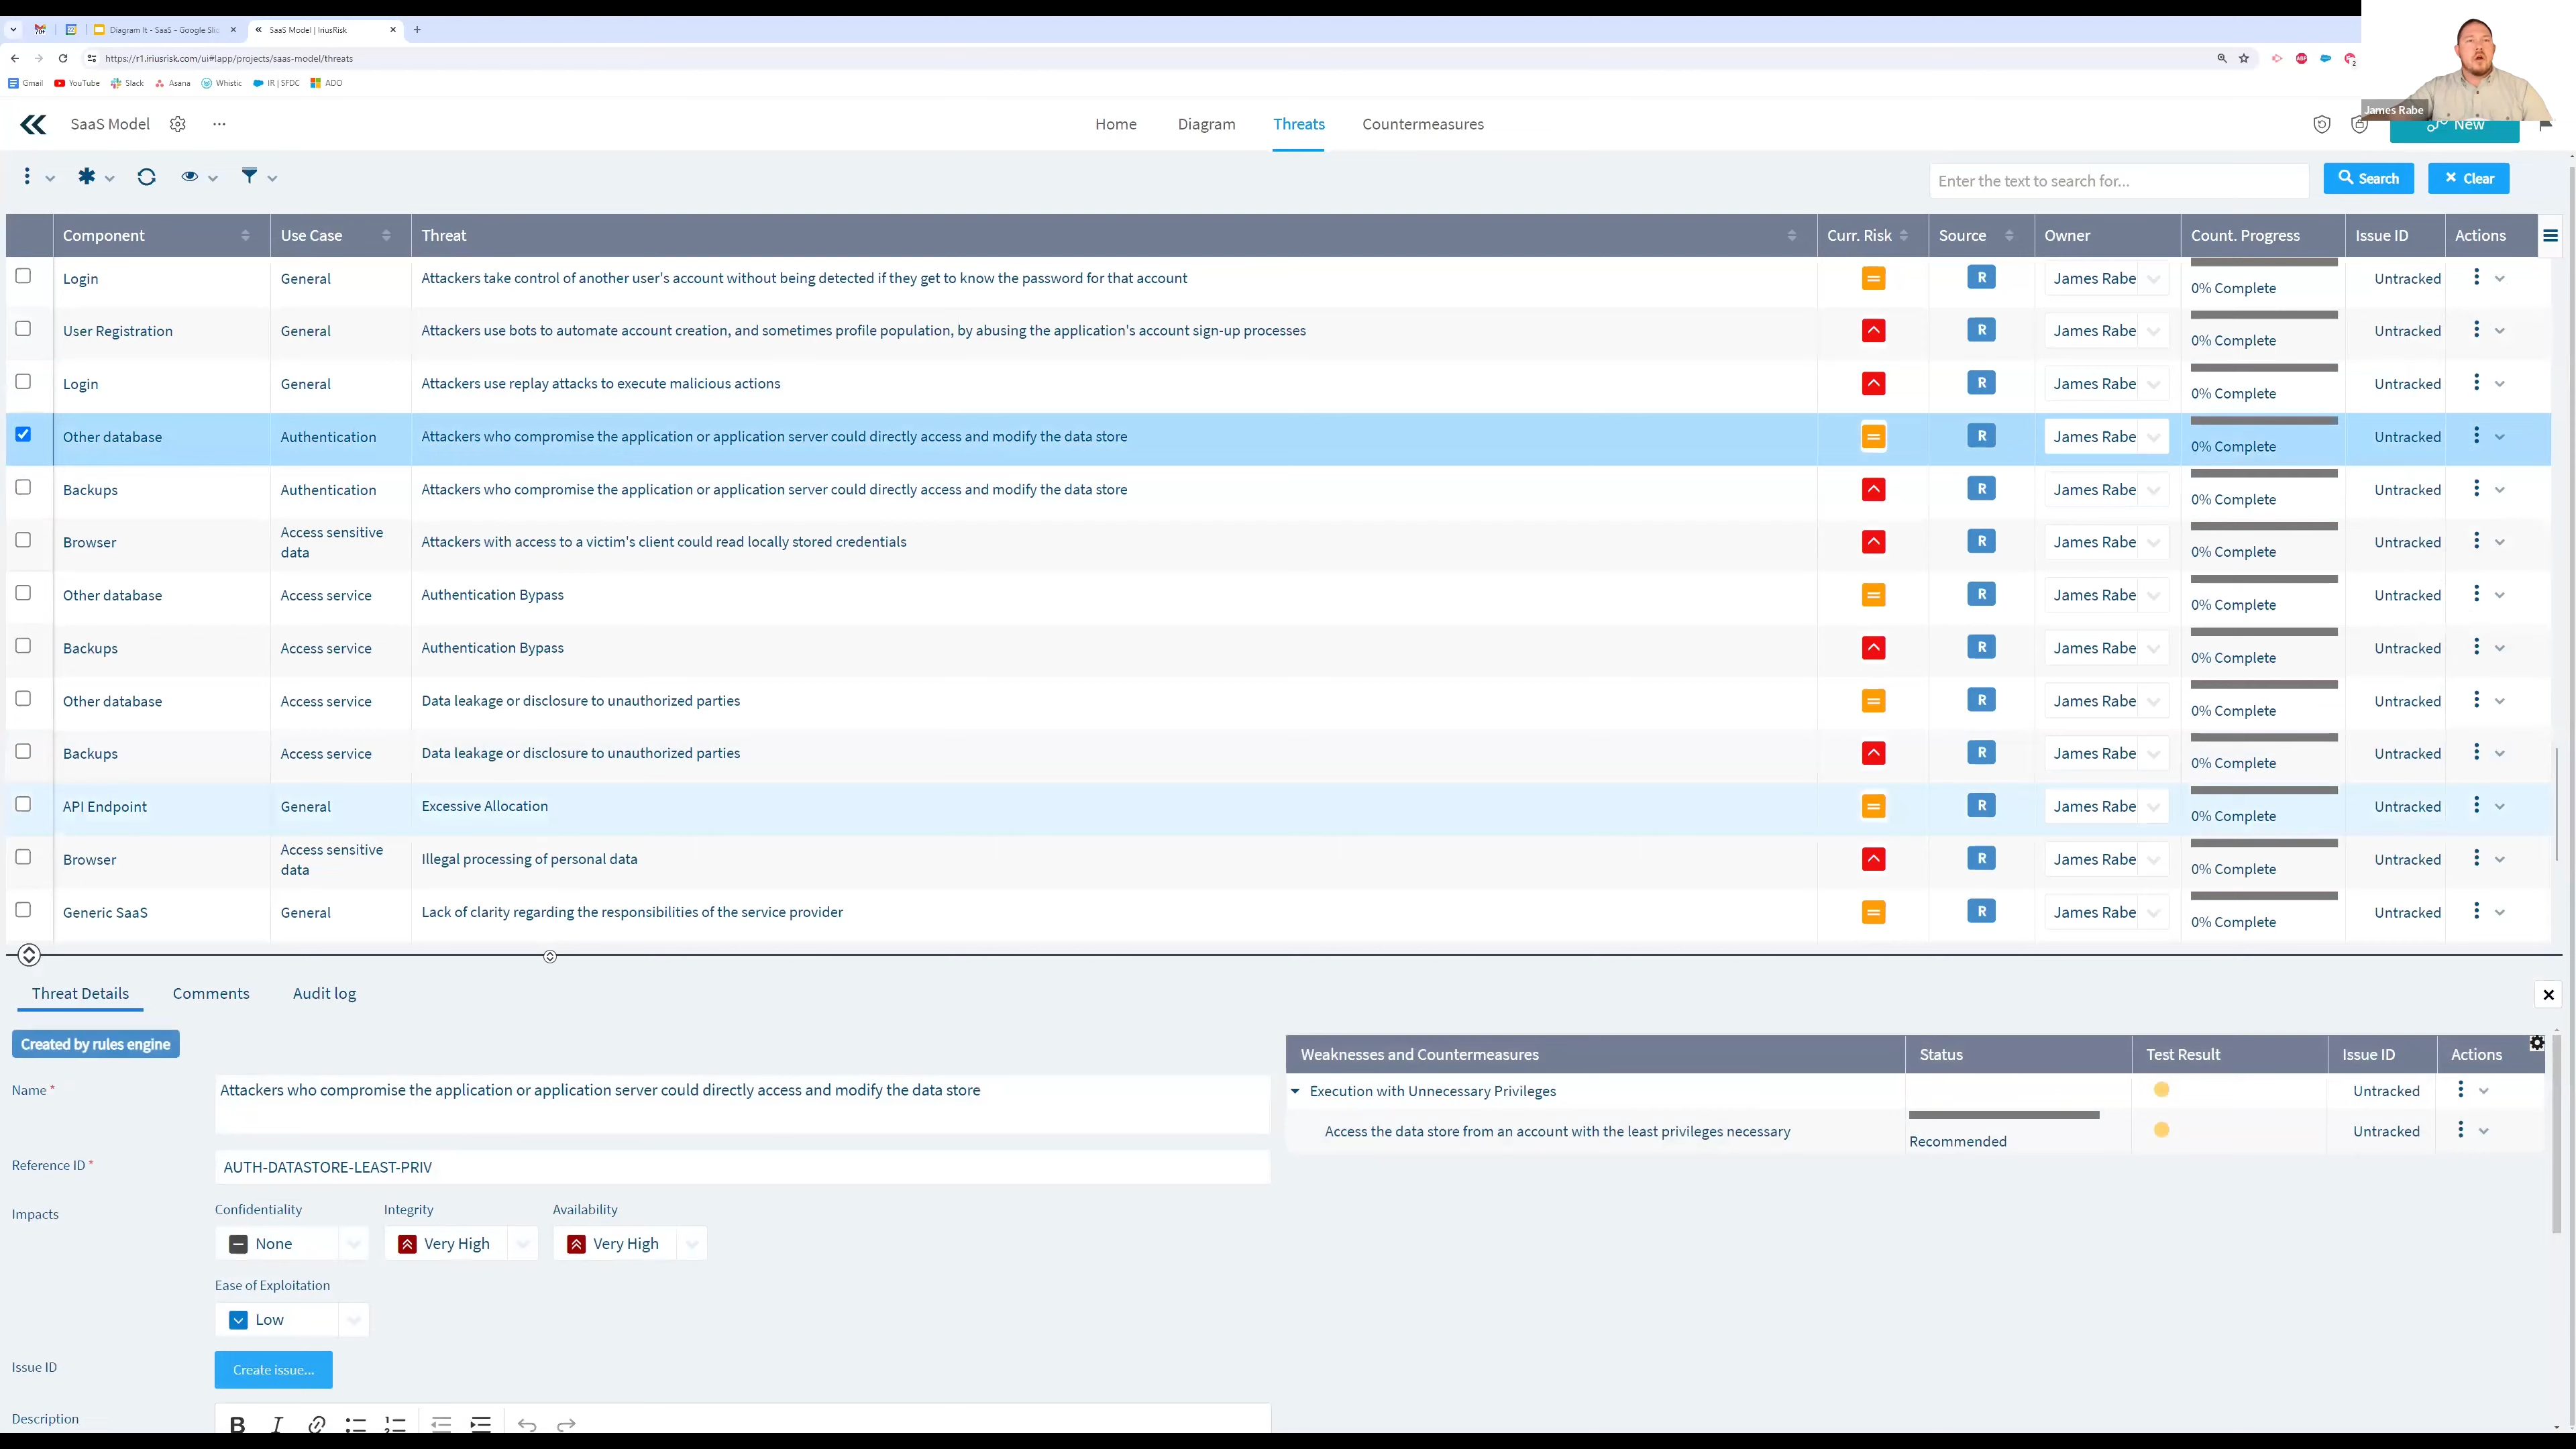 Diagram It - SaaS - Google Slid
SaaS Model | IriusRisk
https://r1.iriusrisk.com/ui#!app/projects/saas-model/threats
Gmail YouTube Slack Asana Whistic IR | SFDC ADO
James Rabe
SaaS Model Home Diagram Threats Countermeasures New
Enter the text to search for... Search Clear
Component Use Case Threat Curr. Risk Source Owner Count. Progress Issue ID Actions
Login General Attackers take control of another user's account without being detected if they get to know the password for that account R James Rabe 0% Complete Untracked
User Registration General Attackers use bots to automate account creation, and sometimes profile population, by abusing the application's account sign-up processes R James Rabe 0% Complete Untracked
Login General Attackers use replay attacks to execute malicious actions R James Rabe 0% Complete Untracked
Other database Authentication Attackers who compromise the application or application server could directly access and modify the data store R James Rabe 0% Complete Untracked
Backups Authentication Attackers who compromise the application or application server could directly access and modify the data store R James Rabe 0% Complete Untracked
Browser Access sensitive data Attackers with access to a victim's client could read locally stored credentials R James Rabe 0% Complete Untracked
Other database Access service Authentication Bypass R James Rabe 0% Complete Untracked
Backups Access service Authentication Bypass R James Rabe 0% Complete Untracked
Other database Access service Data leakage or disclosure to unauthorized parties R James Rabe 0% Complete Untracked
Backups Access service Data leakage or disclosure to unauthorized parties R James Rabe 0% Complete Untracked
API Endpoint General Excessive Allocation R James Rabe 0% Complete Untracked
Browser Access sensitive data Illegal processing of personal data R James Rabe 0% Complete Untracked
Generic SaaS General Lack of clarity regarding the responsibilities of the service provider R James Rabe 0% Complete Untracked
Threat Details Comments Audit log
Created by rules engine
Name * Attackers who compromise the application or application server could directly access and modify the data store
Reference ID * AUTH-DATASTORE-LEAST-PRIV
Impacts Confidentiality Integrity Availability
None Very High Very High
Ease of Exploitation
Low
Issue ID Create issue...
Description B I
Weaknesses and Countermeasures Status Test Result Issue ID Actions
Execution with Unnecessary Privileges Untracked
Access the data store from an account with the least privileges necessary Recommended Untracked